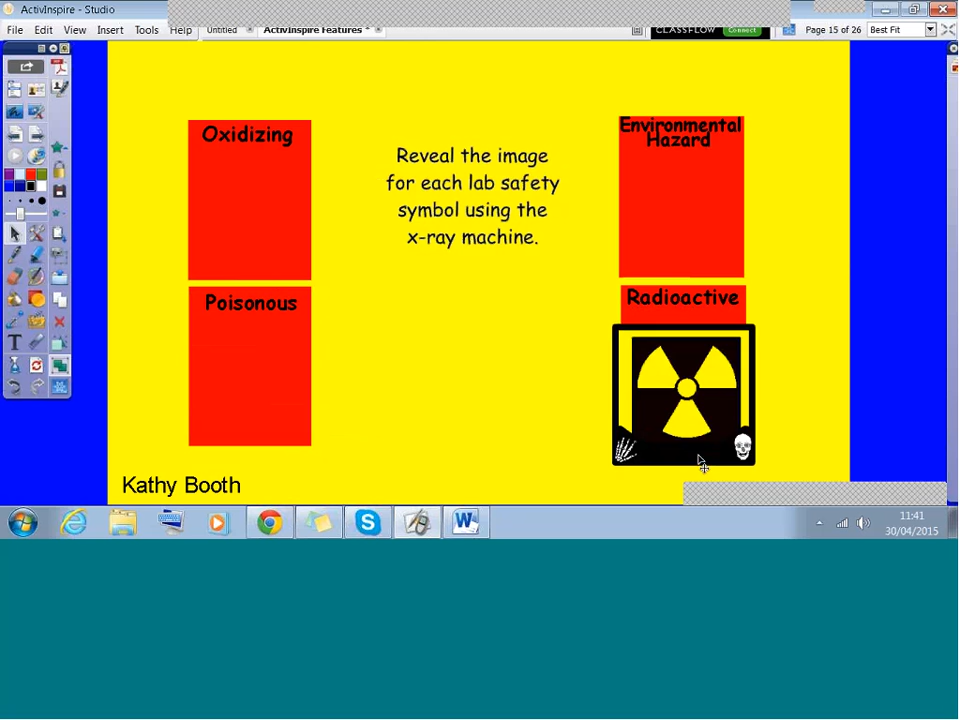 ActivInspire - Studio
File Edit View Insert Tools Help
Untitled
ActivInspire Features *
CLASSFLOW
Connect
Page 15 of 26
Best Fit
Oxidizing
Environmental
Hazard
Reveal the image
for each lab safety
symbol using the
x-ray machine.
Poisonous
Radioactive
Kathy Booth
11:41
30/04/2015